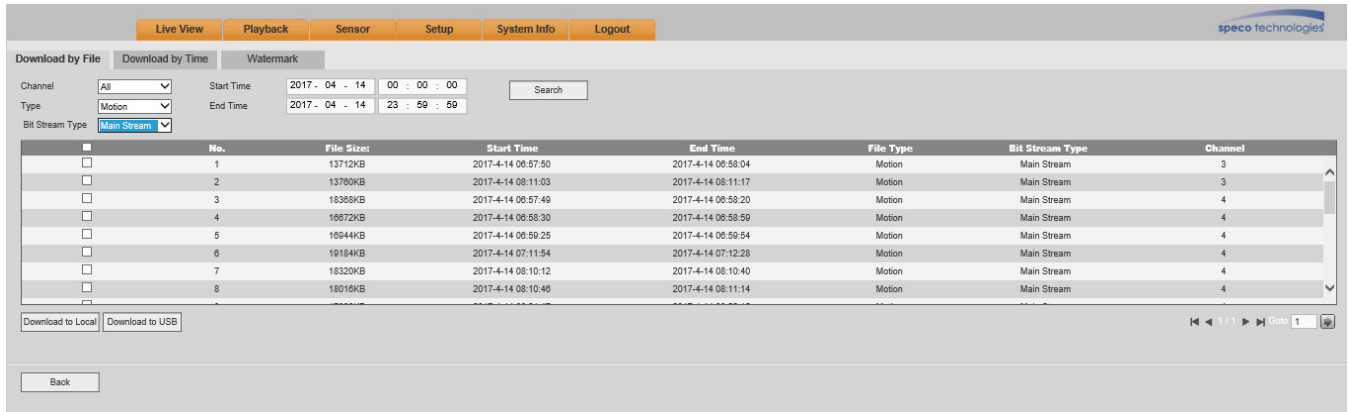 Live View Playback Sensor Setup System Info Logout
speco technologies
Download by File Download by Time Watermark
Channel All Start Time 2017 - 04 - 14 00 : 00 : 00 Search
Type Motion End Time 2017 - 04 - 14 23 : 59 : 59
Bit Stream Type Main Stream
No. File Size: Start Time End Time File Type Bit Stream Type Channel
1 13712KB 2017-4-14 06:57:50 2017-4-14 06:58:04 Motion Main Stream 3
2 13760KB 2017-4-14 08:11:03 2017-4-14 08:11:17 Motion Main Stream 3
3 18368KB 2017-4-14 06:57:49 2017-4-14 06:58:20 Motion Main Stream 4
4 16672KB 2017-4-14 06:58:30 2017-4-14 06:58:59 Motion Main Stream 4
5 16944KB 2017-4-14 06:59:25 2017-4-14 06:59:54 Motion Main Stream 4
6 19184KB 2017-4-14 07:11:54 2017-4-14 07:12:28 Motion Main Stream 4
7 18320KB 2017-4-14 08:10:12 2017-4-14 08:10:40 Motion Main Stream 4
8 18016KB 2017-4-14 08:10:46 2017-4-14 08:11:14 Motion Main Stream 4
Download to Local Download to USB 1 / 1 Goto 1
Back